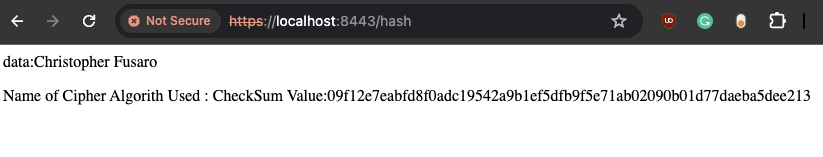 Not Secure https://localhost:8443/hash
data:Christopher Fusaro
Name of Cipher Algorith Used : CheckSum Value:09f12e7eabfd8f0adc19542a9b1ef5dfb9f5e71ab02090b01d77daeba5dee213